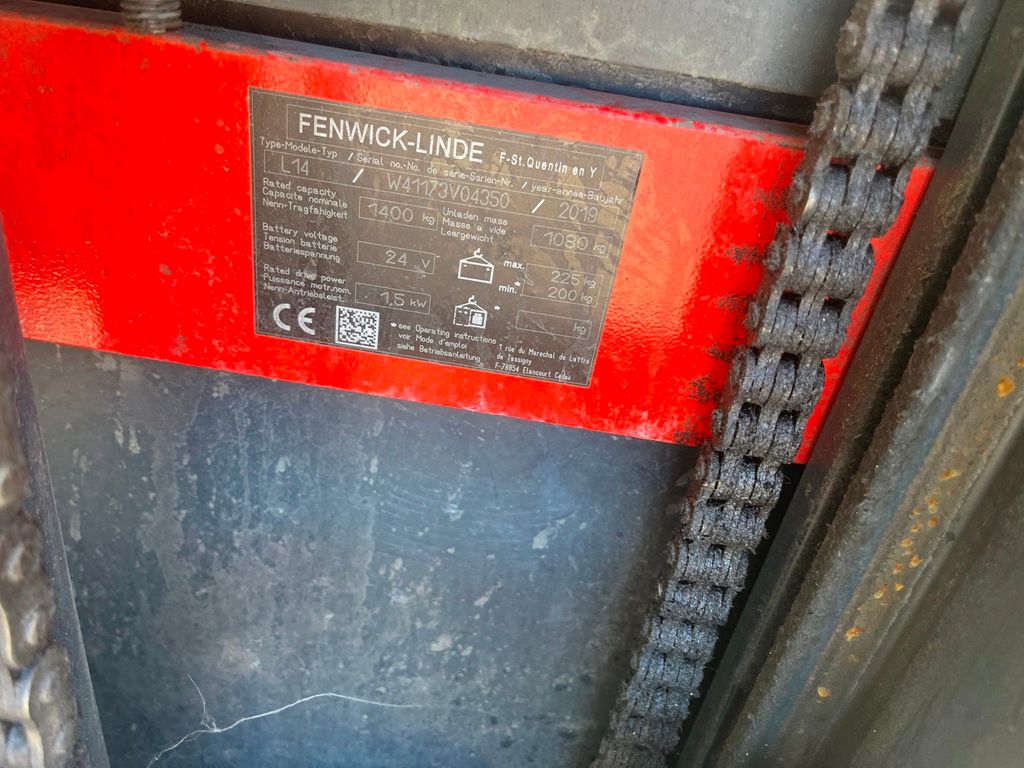 FENWICK-LINDE F-St.Quentin en Y
Type-Modele-Typ / Serial no.-No. de serie-Serien-Nr. / year-annee-Baujahr
L14 / W41173V04350 / 2019
Rated capacity
Capacite nominale
Nenn-Tragfähigkeit
1400 kg
Unladen mass
Masse a vide
Leergewicht
1080 kg
Battery voltage
Tension batterie
Batteriespannung
24 V
max. 225 kg
min.* 200 kg
Rated drive power
Puissance motr.nom.
Nenn-Antriebsleist.
1.5 kW
*
kg
CE
*see Operating instructions
voir Mode d'emploi
siehe Betriebsanleitung
1 rue du Marechal de Lattre
de Tassigny
F-78854 Elancourt Cedex